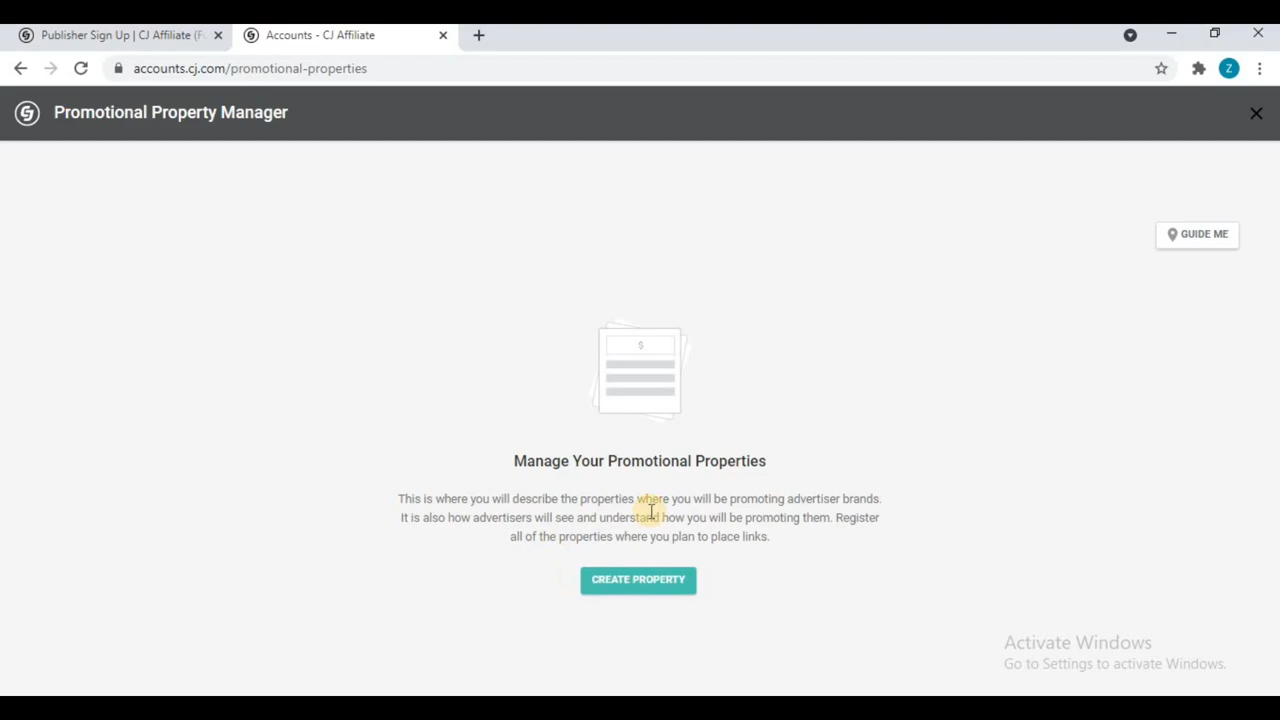 Publisher Sign Up | CJ Affiliate (F
Accounts - CJ Affiliate
accounts.cj.com/promotional-properties
Z
Promotional Property Manager
GUIDE ME
$
Manage Your Promotional Properties
This is where you will describe the properties where you will be promoting advertiser brands.
It is also how advertisers will see and understand how you will be promoting them. Register
all of the properties where you plan to place links.
CREATE PROPERTY
Activate Windows
Go to Settings to activate Windows.